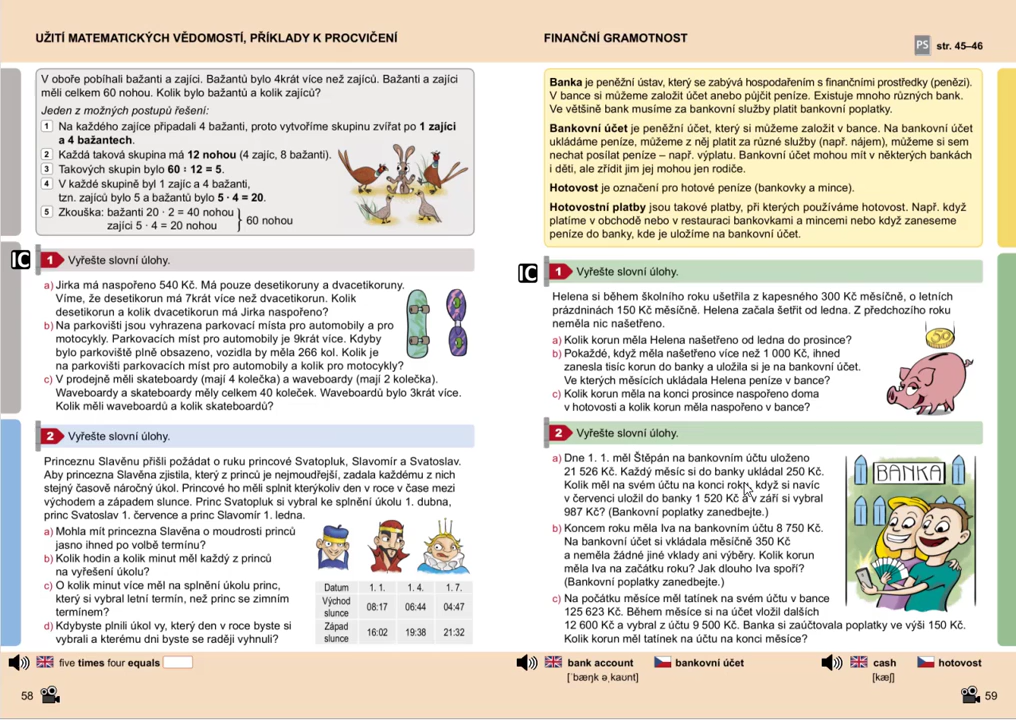 UŽITÍ MATEMATICKÝCH VĚDOMOSTÍ, PŘÍKLADY K PROCVIČENÍ
V oboře pobíhali bažanti a zajíci. Bažantů bylo 4krát více než zajíců. Bažanti a zajíci
měli celkem 60 nohou. Kolik bylo bažantů a kolik zajíců?
Jeden z možných postupů řešení:
1 Na každého zajíce připadali 4 bažanti, proto vytvoříme skupinu zvířat po 1 zajíci
a 4 bažantech.
2 Každá taková skupina má 12 nohou (4 zajíc, 8 bažantí).
3 Takových skupin bylo 60 : 12 = 5.
4 V každé skupině byl 1 zajíc a 4 bažanti,
tzn. zajíců bylo 5 a bažantů bylo 5 · 4 = 20.
5 Zkouška: bažanti 20 · 2 = 40 nohou
zajíci 5 · 4 = 20 nohou } 60 nohou
IC 1 Vyřešte slovní úlohy.
a) Jirka má naspořeno 540 Kč. Má pouze desetikoruny a dvacetikoruny.
Víme, že desetikorun má 7krát více než dvacetikorun. Kolik
desetikorun a kolik dvacetikorun má Jirka naspořeno?
b) Na parkovišti jsou vyhrazena parkovací místa pro automobily a pro
motocykly. Parkovacích míst pro automobily je 9krát více. Kdyby
bylo parkoviště plně obsazeno, vozidla by měla 266 kol. Kolik je
na parkovišti parkovacích míst pro automobily a kolik pro motocykly?
c) V prodejně měli skateboardy (mají 4 kolečka) a waveboardy (mají 2 kolečka).
Waveboardy a skateboardy měly celkem 40 koleček. Waveboardů bylo 3krát více.
Kolik měli waveboardů a kolik skateboardů?
2 Vyřešte slovní úlohy.
Princeznu Slavěnu přišli požádat o ruku princové Svatopluk, Slavomír a Svatoslav.
Aby princezna Slavěna zjistila, který z princů je nejmoudřejší, zadala každému z nich
stejný časově náročný úkol. Princové ho měli splnit kterýkoliv den v roce v čase mezi
východem a západem slunce. Princ Svatopluk si vybral ke splnění úkolu 1. dubna,
princ Svatoslav 1. července a princ Slavomír 1. ledna.
a) Mohla mít princezna Slavěna o moudrosti princů
jasno ihned po volbě termínu?
b) Kolik hodin a kolik minut měl každý z princů
na vyřešení úkolu?
c) O kolik minut více měl na splnění úkolu princ,
který si vybral letní termín, než princ se zimním
termínem?
d) Kdybyste plnili úkol vy, který den v roce byste si
vybrali a kterému dni byste se raději vyhnuli?
Datum 1. 1. 1. 4. 1. 7.
Východ slunce 08:17 06:44 04:47
Západ slunce 16:02 19:38 21:32
five times four equals
58
FINANČNÍ GRAMOTNOST
PS str. 45–46
Banka je peněžní ústav, který se zabývá hospodařením s finančními prostředky (penězi).
V bance si můžeme založit účet anebo půjčit peníze. Existuje mnoho různých bank.
Ve většině bank musíme za bankovní služby platit bankovní poplatky.
Bankovní účet je peněžní účet, který si můžeme založit v bance. Na bankovní účet
ukládáme peníze, můžeme z něj platit za různé služby (např. nájem), můžeme si sem
nechat posílat peníze – např. výplatu. Bankovní účet mohou mít v některých bankách
i děti, ale zřídit jim jej mohou jen rodiče.
Hotovost je označení pro hotové peníze (bankovky a mince).
Hotovostní platby jsou takové platby, při kterých používáme hotovost. Např. když
platíme v obchodě nebo v restauraci bankovkami a mincemi nebo když zaneseme
peníze do banky, kde je uložíme na bankovní účet.
IC 1 Vyřešte slovní úlohy.
Helena si během školního roku ušetřila z kapesného 300 Kč měsíčně, o letních
prázdninách 150 Kč měsíčně. Helena začala šetřit od ledna. Z předchozího roku
neměla nic našetřeno.
a) Kolik korun měla Helena našetřeno od ledna do prosince?
b) Pokaždé, když měla našetřeno více než 1 000 Kč, ihned
zanesla tisíc korun do banky a uložila si je na bankovní účet.
Ve kterých měsících ukládala Helena peníze v bance?
c) Kolik korun měla na konci prosince naspořeno doma
v hotovosti a kolik korun měla naspořeno v bance?
50
2 Vyřešte slovní úlohy.
a) Dne 1. 1. měl Štěpán na bankovním účtu uloženo
21 526 Kč. Každý měsíc si do banky ukládal 250 Kč.
Kolik měl na svém účtu na konci roku, když si navíc
v červenci uložil do banky 1 520 Kč a v září si vybral
987 Kč? (Bankovní poplatky zanedbejte.)
b) Koncem roku měla Iva na bankovním účtu 8 750 Kč.
Na bankovní účet si vkládala měsíčně 350 Kč
a neměla žádné jiné vklady ani výběry. Kolik korun
měla Iva na začátku roku? Jak dlouho Iva spoří?
(Bankovní poplatky zanedbejte.)
c) Na počátku měsíce měl tatínek na svém účtu v bance
125 623 Kč. Během měsíce si na účet vložil dalších
12 600 Kč a vybral z účtu 9 500 Kč. Banka si zaúčtovala poplatky ve výši 150 Kč.
Kolik korun měl tatínek na účtu na konci měsíce?
BANKA
bank account bankovní účet cash hotovost
[ˈbæŋk əˌkaʊnt] [kæʃ]
59